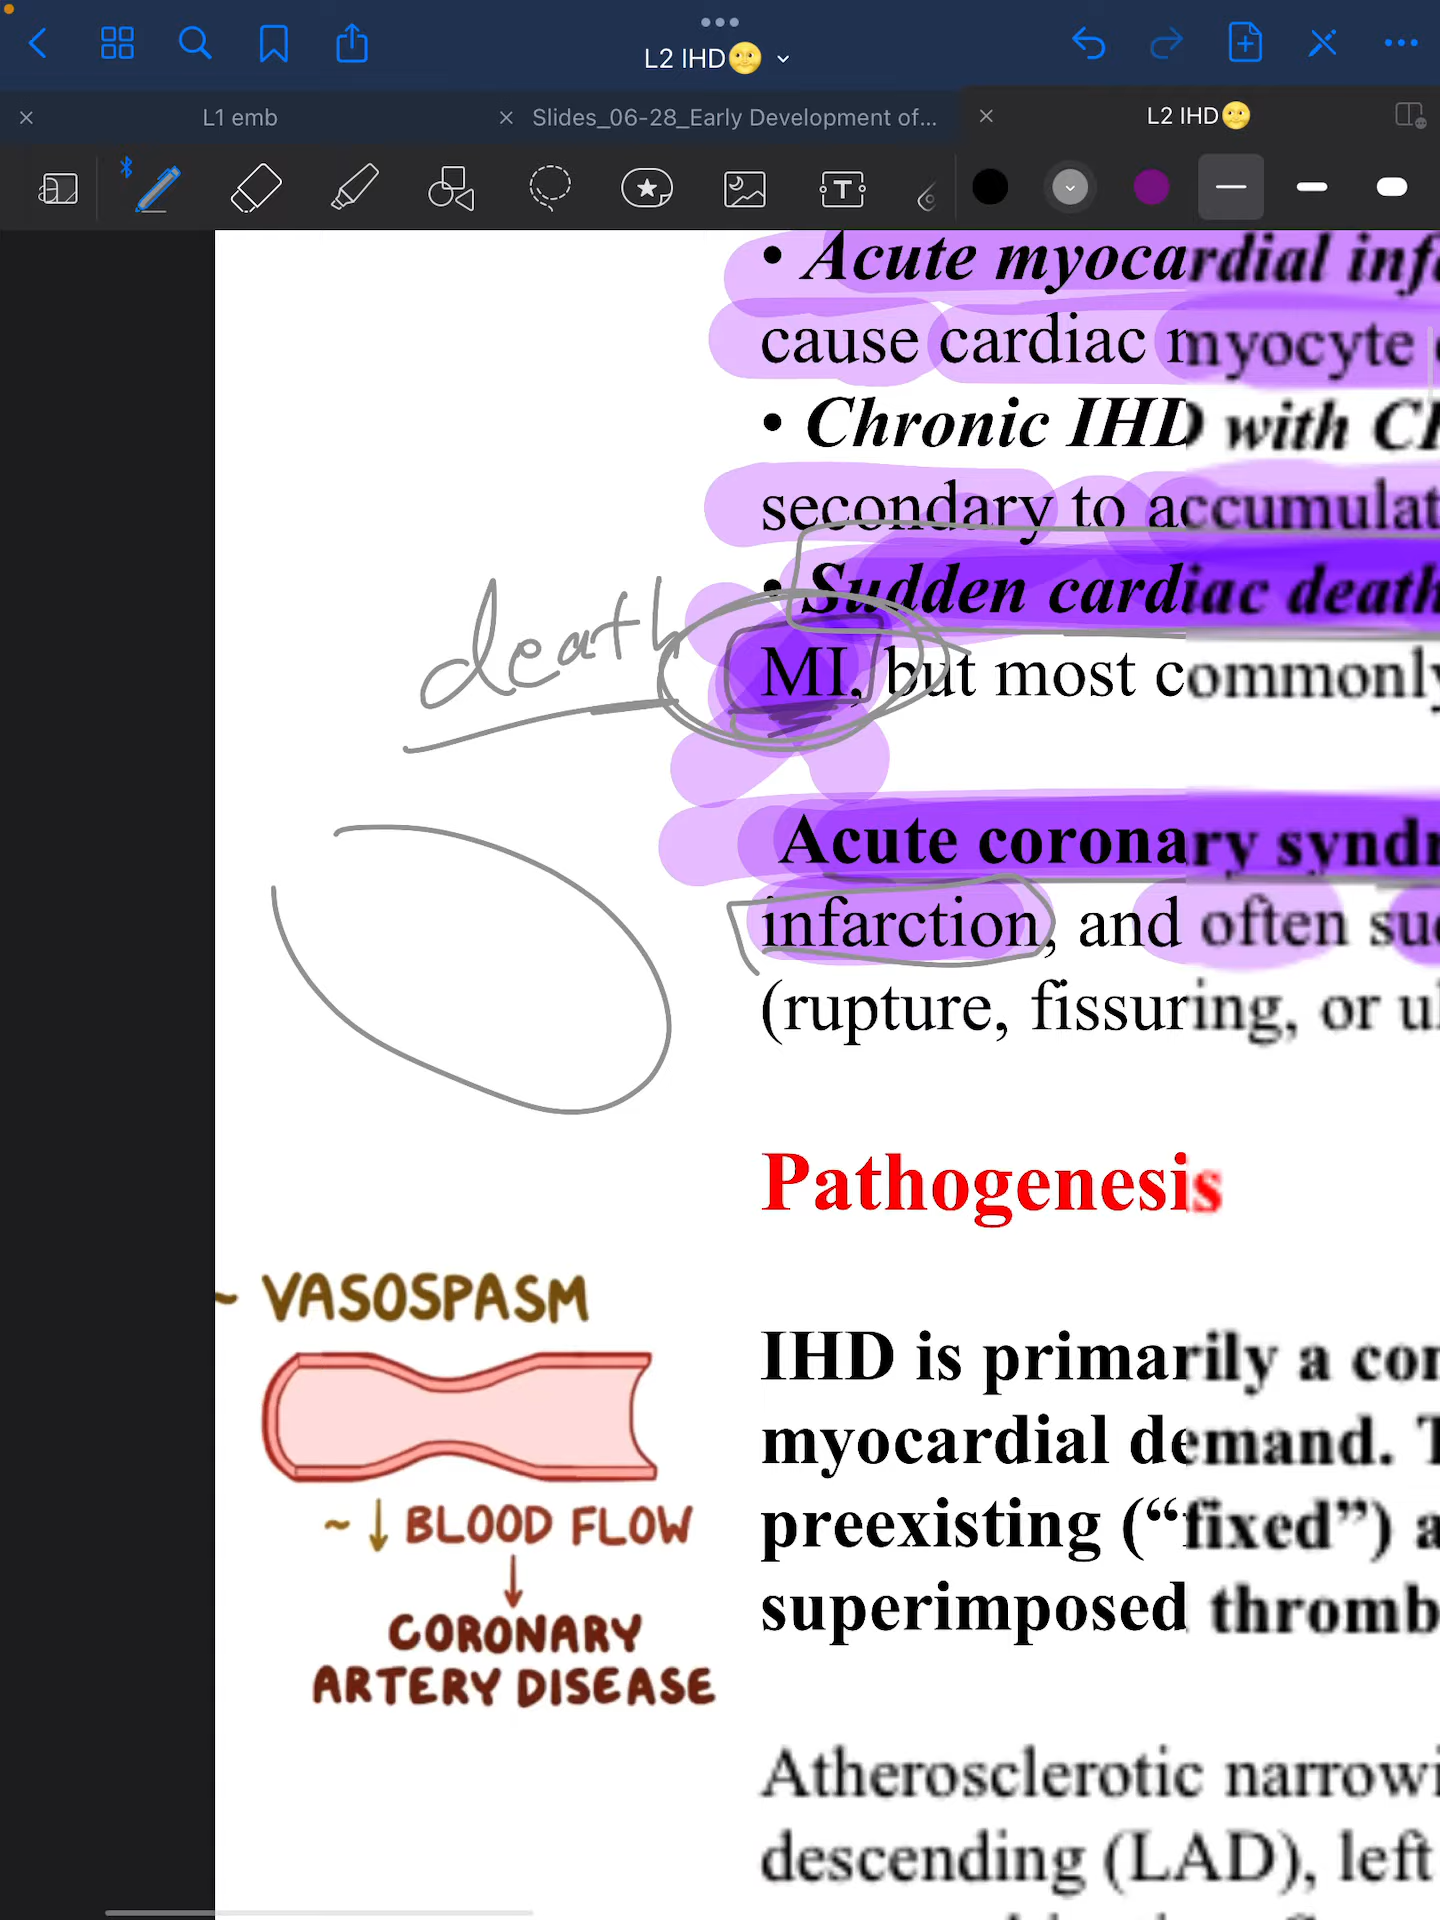 L2 IHD🌝
L1 emb
Slides_06-28_Early Development of...
L2 IHD🌝
T
• Acute myocardial inf
cause cardiac myocyte
• Chronic IHD with C
secondary to accumulat
• Sudden cardiac death
death
MI, but most commonly
Acute coronary synd
infarction, and often su
(rupture, fissuring, or u
Pathogenesis
~ VASOSPASM
IHD is primarily a co
myocardial demand. T
preexisting (“fixed”) a
~ ↓ BLOOD FLOW
superimposed thromb
↓
CORONARY
ARTERY DISEASE
Atherosclerotic narrowi
descending (LAD), left